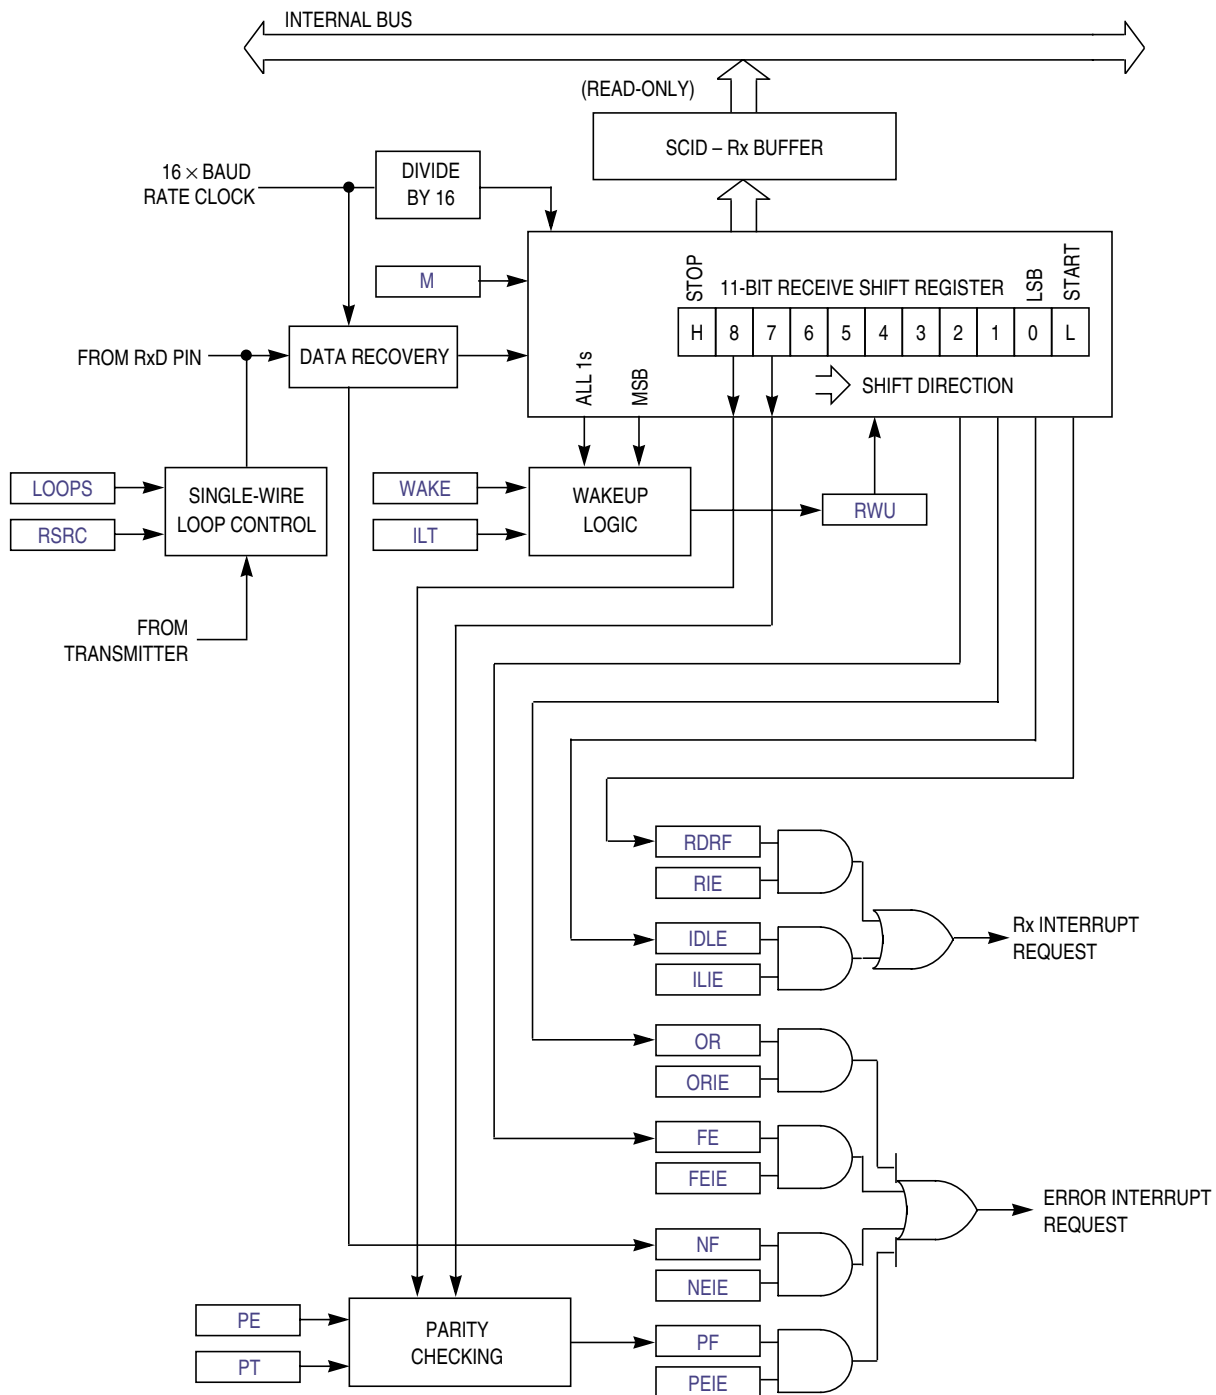 INTERNAL BUS
(READ-ONLY)
SCID – Rx BUFFER
16 × BAUD
RATE CLOCK
DIVIDE
BY 16
M
STOP
11-BIT RECEIVE SHIFT REGISTER
LSB
START
H 8 7 6 5 4 3 2 1 0 L
FROM RxD PIN
DATA RECOVERY
ALL 1s
MSB
SHIFT DIRECTION
LOOPS
RSRC
SINGLE-WIRE
LOOP CONTROL
WAKE
ILT
WAKEUP
LOGIC
RWU
FROM
TRANSMITTER
RDRF
RIE
IDLE
ILIE
Rx INTERRUPT
REQUEST
OR
ORIE
FE
FEIE
ERROR INTERRUPT
REQUEST
NF
NEIE
PE
PT
PARITY
CHECKING
PF
PEIE